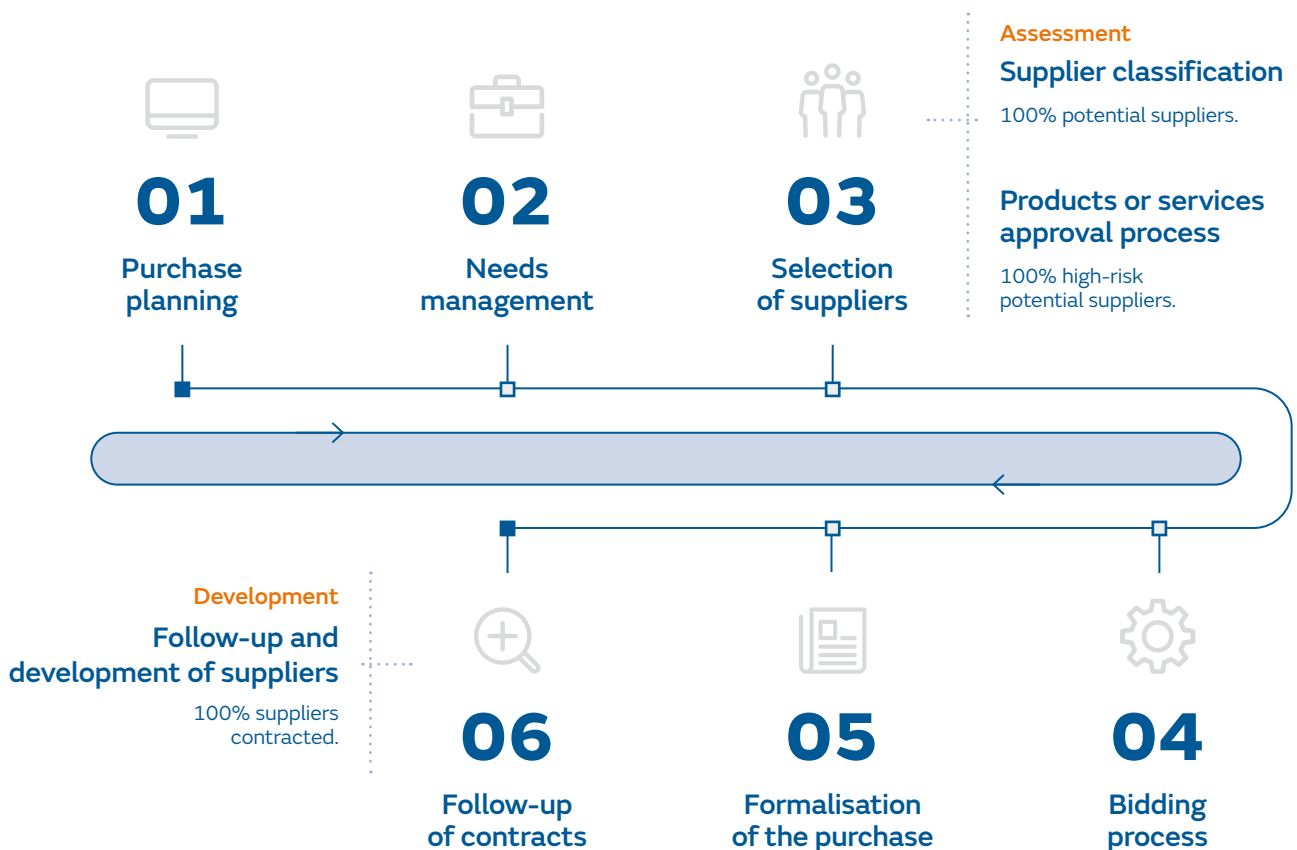 01
Purchase
planning
02
Needs
management
03
Selection
of suppliers
Assessment
Supplier classification
100% potential suppliers.
Products or services
approval process
100% high-risk
potential suppliers.
Development
Follow-up and
development of suppliers
100% suppliers
contracted.
06
Follow-up
of contracts
05
Formalisation
of the purchase
04
Bidding
process